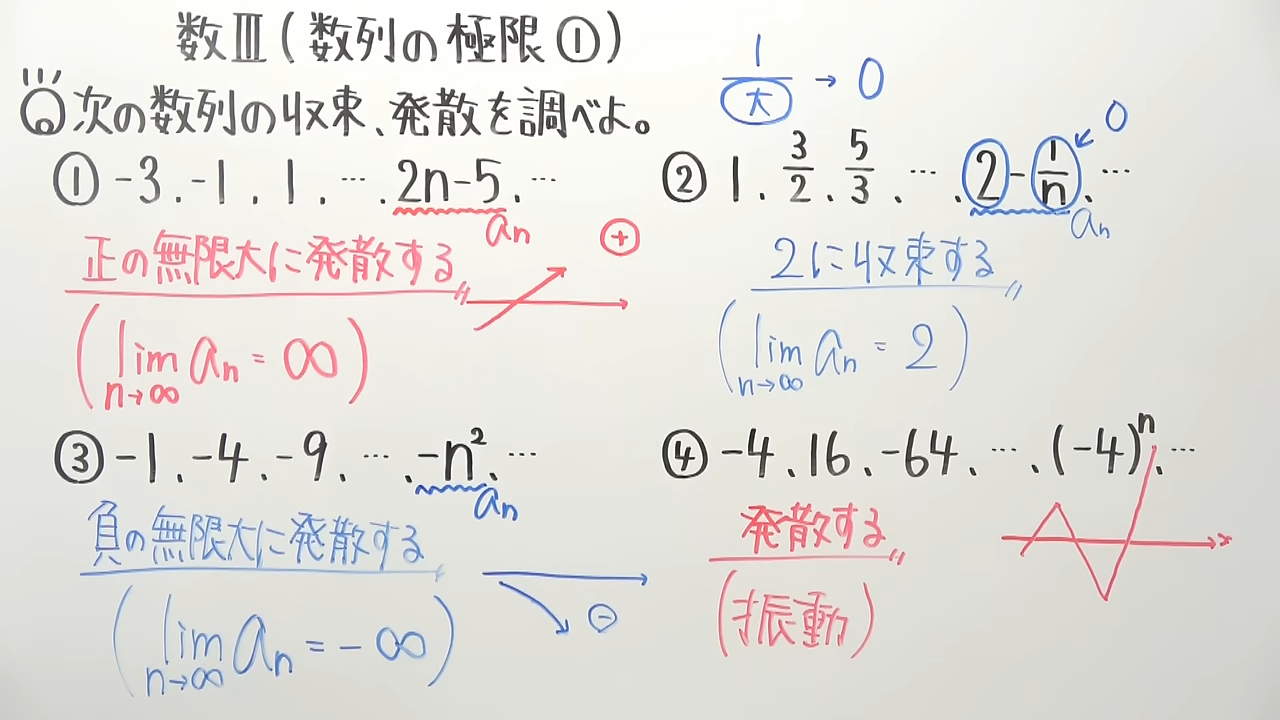 数Ⅲ(数列の極限①)
Q次の数列の収束、発散を調べよ。
1/大 → 0
① -3, -1, 1, … , 2n-5, …
an
正の無限大に発散する
+
(lim n→∞ an = ∞)
② 1, 3/2, 5/3, … , 2-1/n, …
0
an
2に収束する
(lim n→∞ an = 2)
③ -1, -4, -9, … , -n², …
an
負の無限大に発散する
(lim n→∞ an = -∞)
⊖
④ -4, 16, -64, … , (-4)ⁿ, …
発散する
(振動)
x